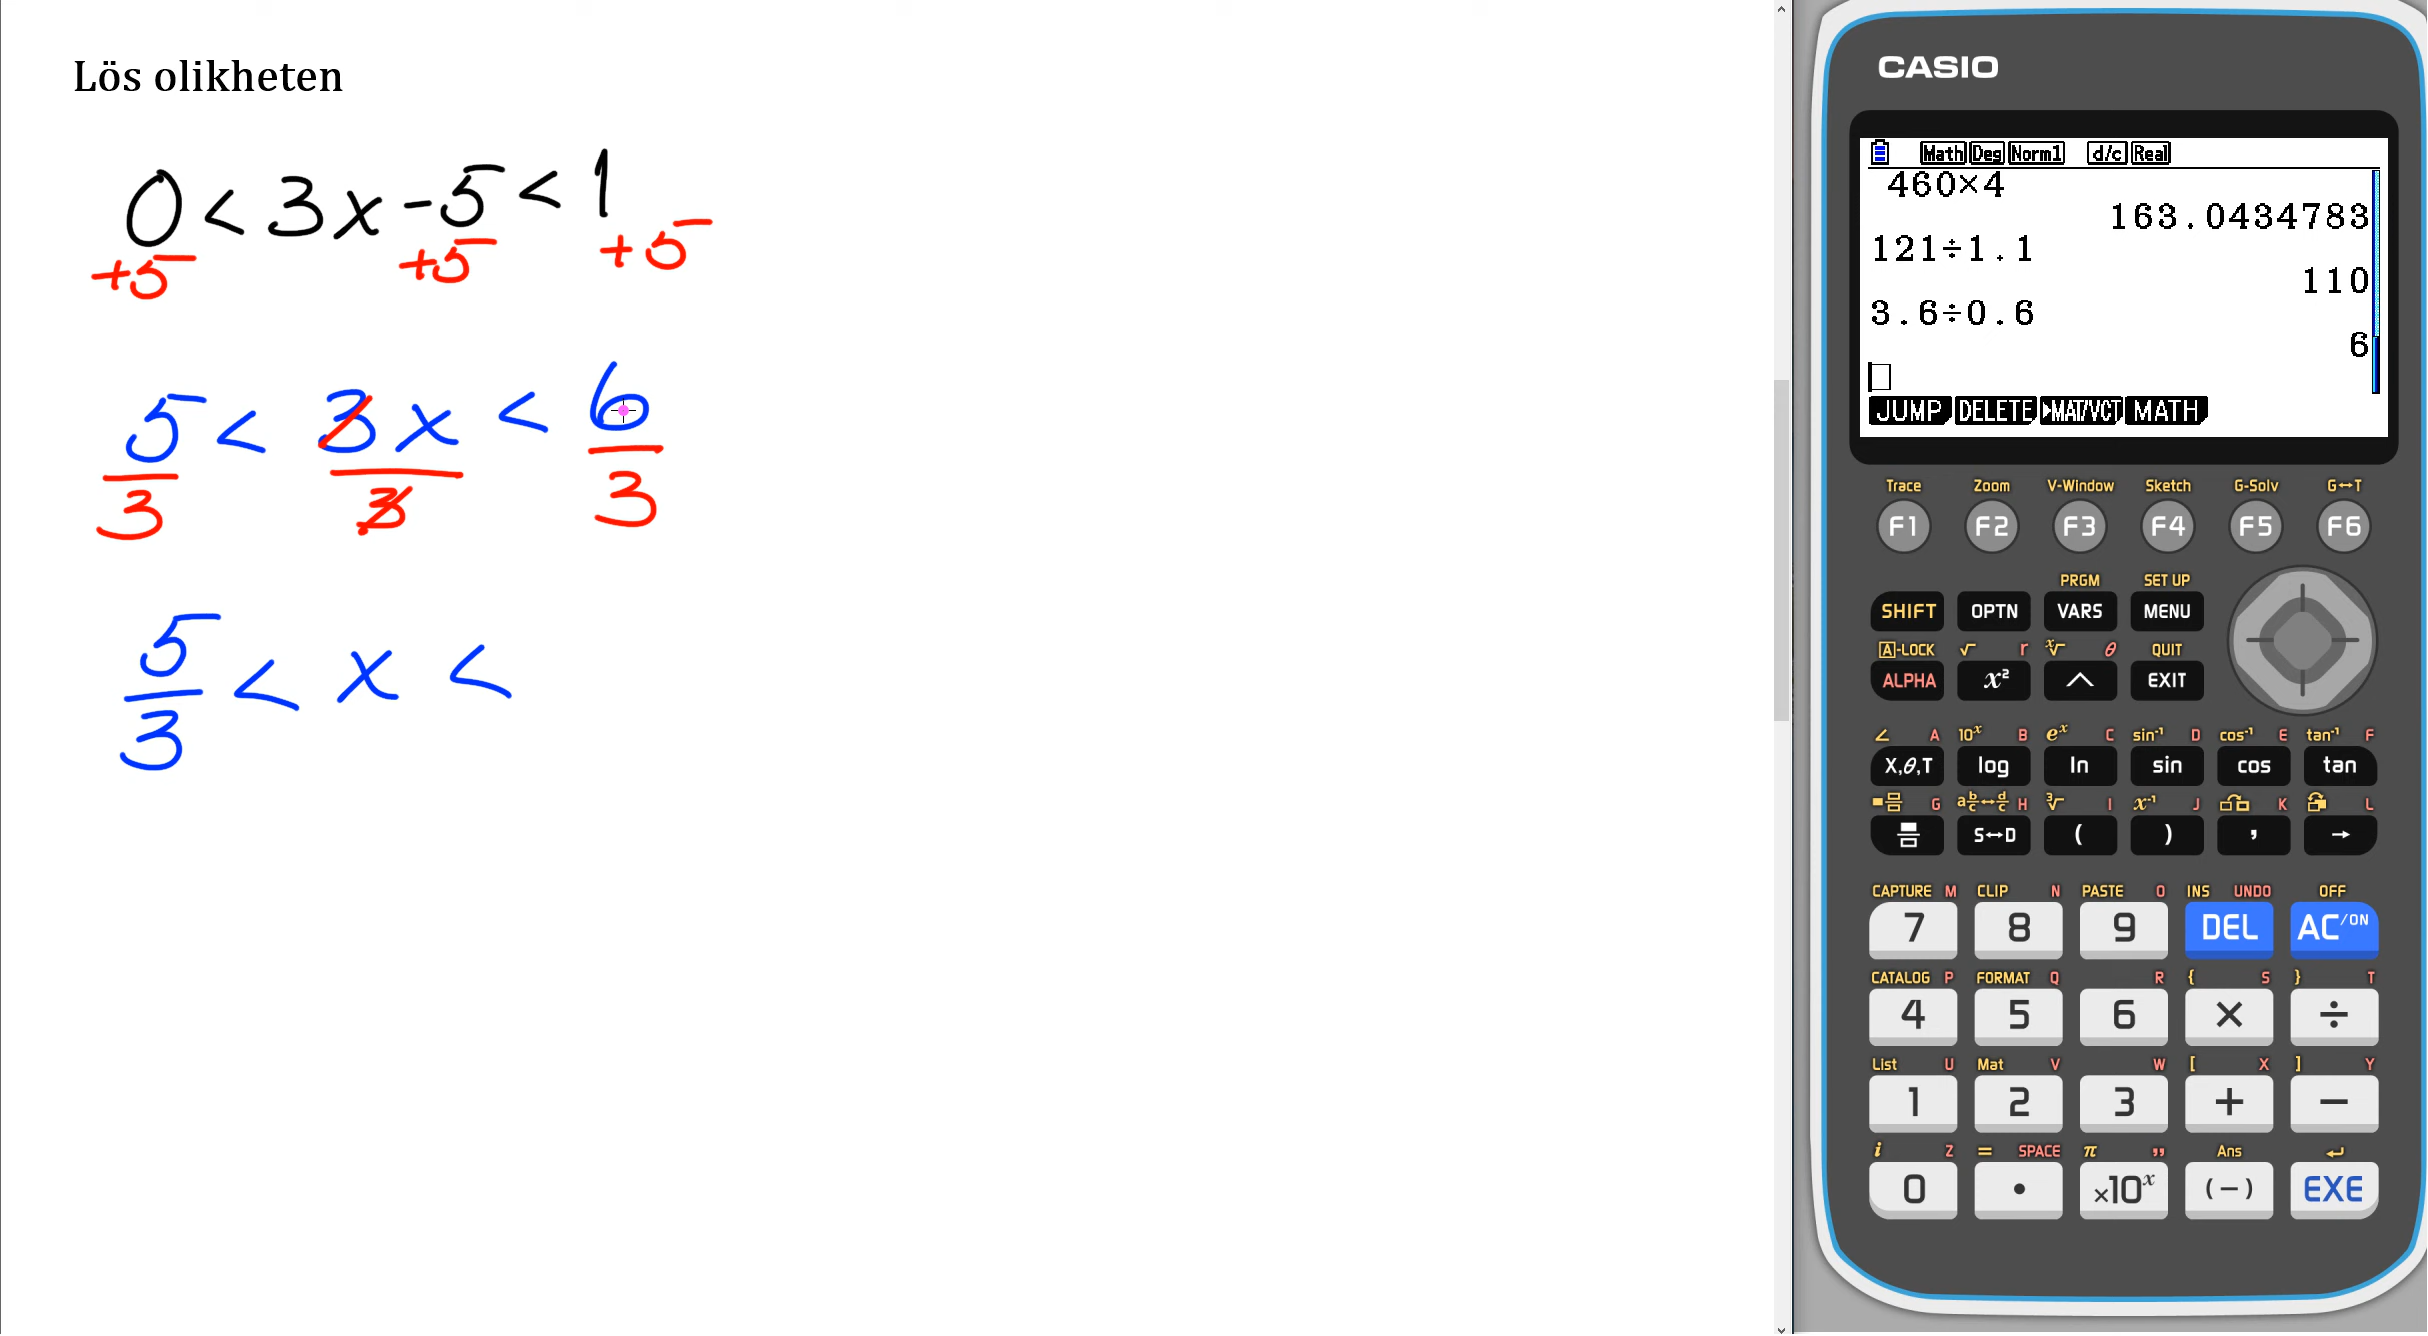 Lös olikheten
0 < 3x - 5 < 1
+5 +5 +5
5 < 3x < 6
3 3 3
5 < x <
3
CASIO
Math Deg Norm1 d/c Real
460×4
163.0434783
121÷1.1
110
3.6÷0.6
6
JUMP DELETE ▶MAT/VCT MATH
Trace Zoom V-Window Sketch G-Solv G↔T
F1 F2 F3 F4 F5 F6
PRGM SET UP
SHIFT OPTN VARS MENU
A-LOCK √ r ˣ√ θ QUIT
ALPHA x² ^ EXIT
∠ A 10ˣ B eˣ C sin⁻¹ D cos⁻¹ E tan⁻¹ F
X,θ,T log ln sin cos tan
G a b/c↔d/c H ³√ I x⁻¹ J K L
S↔D ( ) , →
CAPTURE M CLIP N PASTE O INS UNDO OFF
7 8 9 DEL AC/ON
CATALOG P FORMAT Q R { S } T
4 5 6 × ÷
List U Mat V W [ X ] Y
1 2 3 + −
i Z = SPACE π " Ans ↵
0 • ×10ˣ (−) EXE